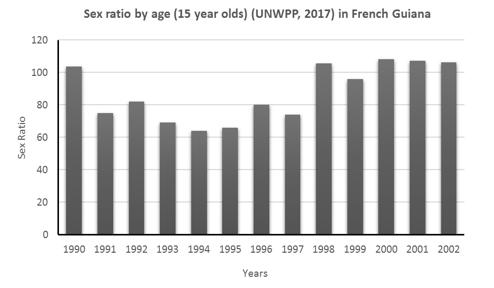 Sex ratio by age (15 year olds) (UNWPP, 2017) in French Guiana
120
100
80
60
40
20
0
Sex Ratio
1990 1991 1992 1993 1994 1995 1996 1997 1998 1999 2000 2001 2002
Years